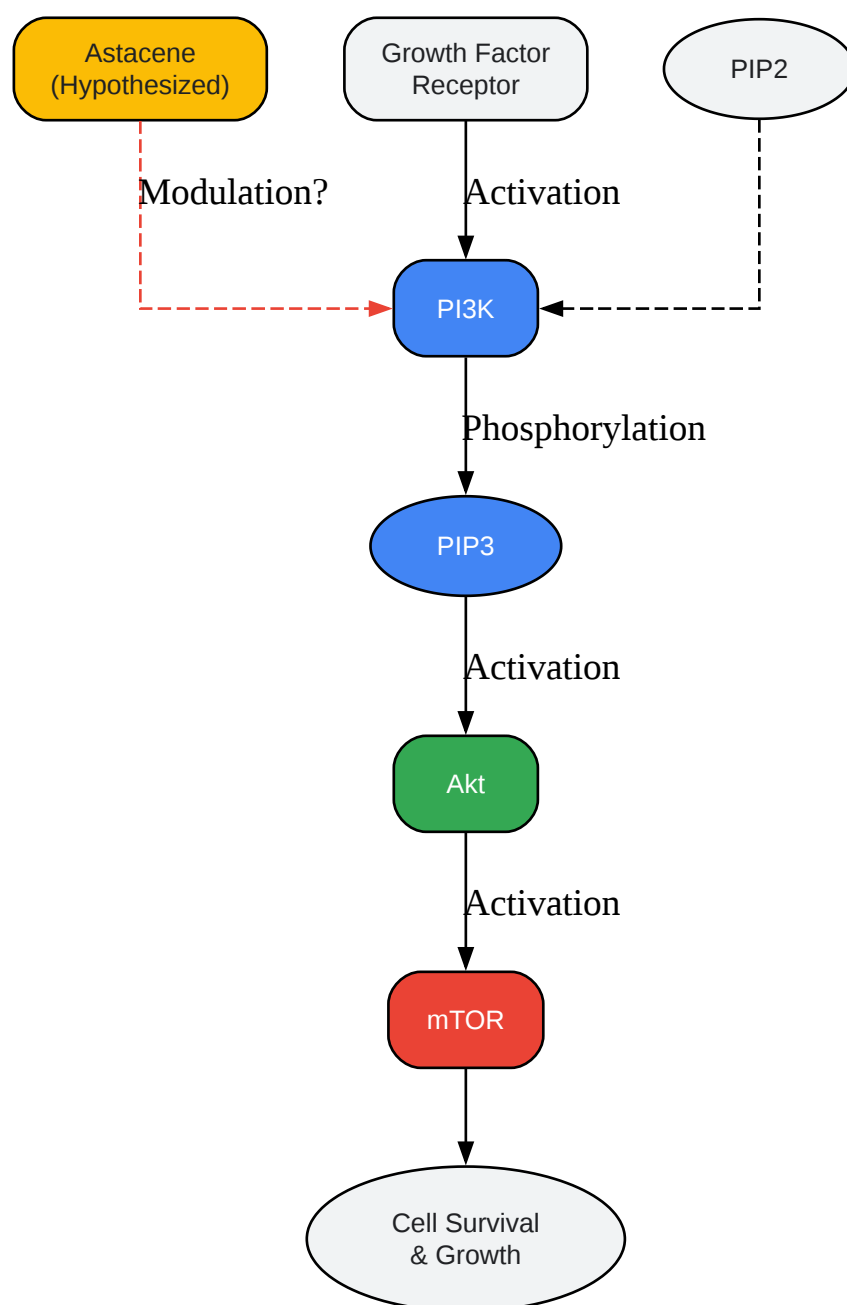 Astacene
(Hypothesized)
Growth Factor
Receptor
PIP2
Modulation?
Activation
PI3K
Phosphorylation
PIP3
Activation
Akt
Activation
mTOR
Cell Survival
& Growth